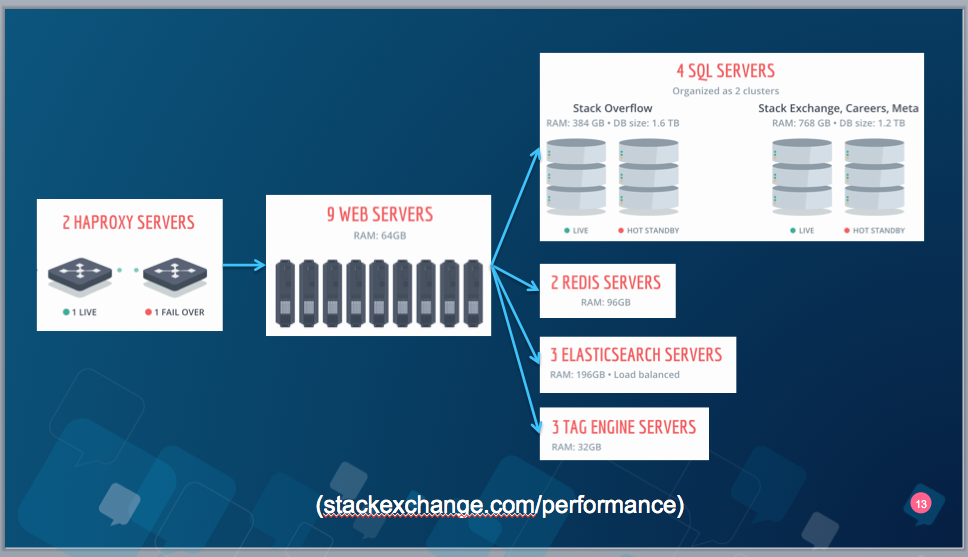 2 HAPROXY SERVERS
1 LIVE
1 FAIL OVER
9 WEB SERVERS
RAM: 64GB
4 SQL SERVERS
Organized as 2 clusters
Stack Overflow
RAM: 384 GB • DB size: 1.6 TB
LIVE
HOT STANDBY
Stack Exchange, Careers, Meta
RAM: 768 GB • DB size: 1.2 TB
LIVE
HOT STANDBY
2 REDIS SERVERS
RAM: 96GB
3 ELASTICSEARCH SERVERS
RAM: 196GB • Load balanced
3 TAG ENGINE SERVERS
RAM: 32GB
(stackexchange.com/performance)
13